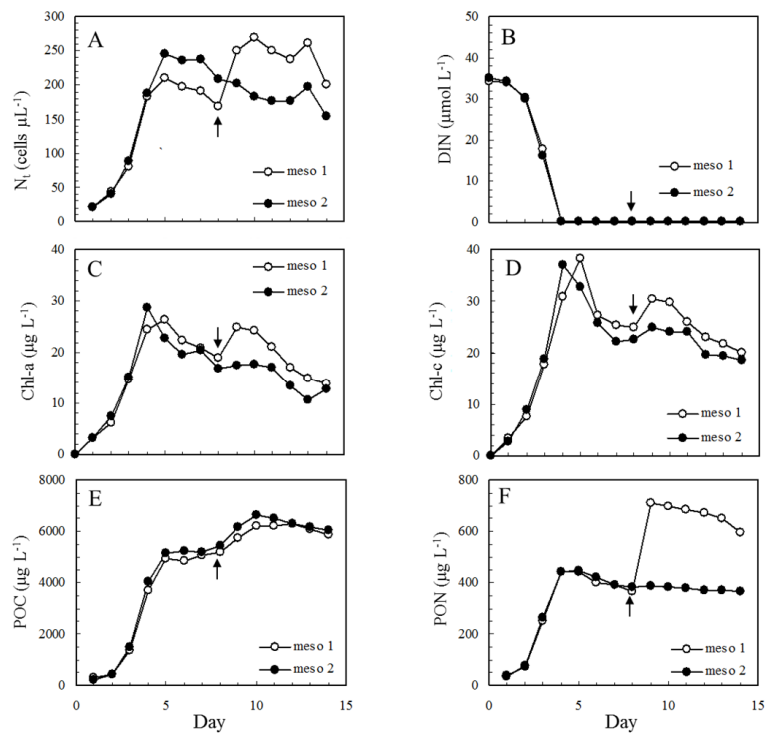 A
N_t (cells µL⁻¹)
300
250
200
150
100
50
0
meso 1
meso 2
B
DIN (µmol L⁻¹)
50
40
30
20
10
0
meso 1
meso 2
C
Chl-a (µg L⁻¹)
40
30
20
10
0
meso 1
meso 2
D
Chl-c (µg L⁻¹)
40
30
20
10
0
meso 1
meso 2
E
POC (µg L⁻¹)
8000
6000
4000
2000
0
meso 1
meso 2
0 5 10 15
Day
F
PON (µg L⁻¹)
800
600
400
200
0
meso 1
meso 2
0 5 10 15
Day